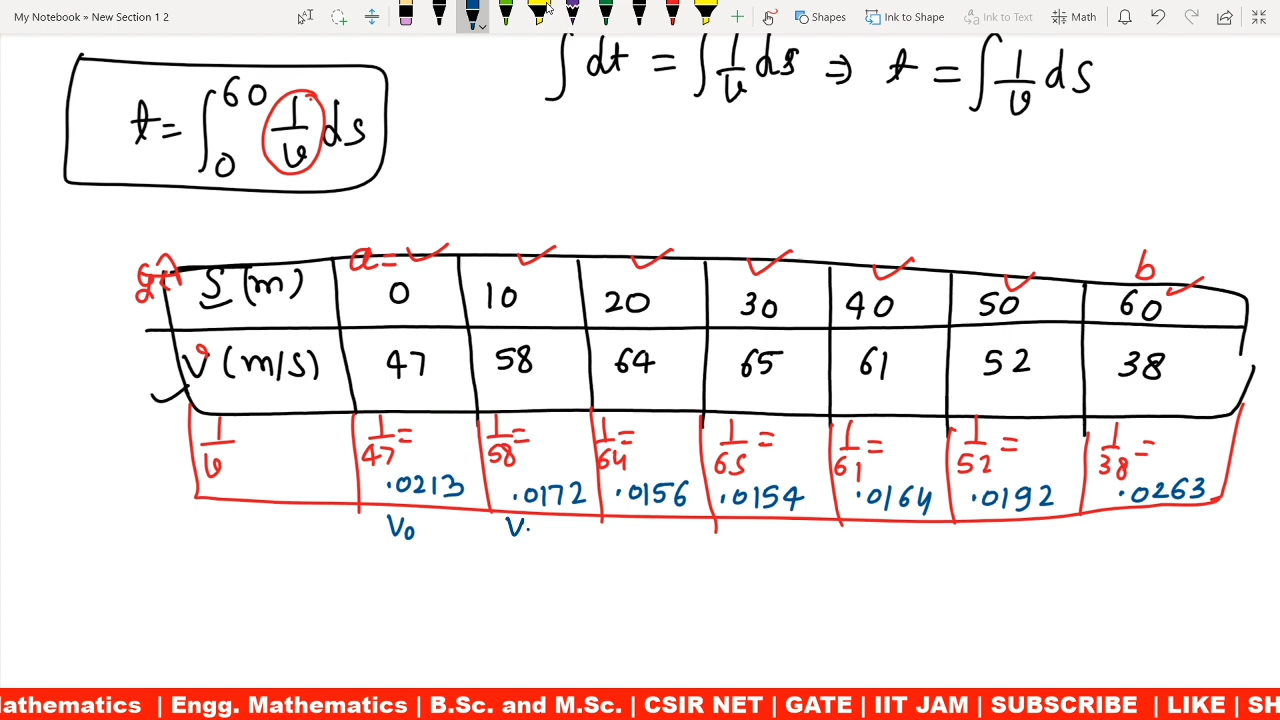 My Notebook » New Section 1 2
Shapes
Ink to Shape
Ink to Text
Math
∫ dt = ∫ 1/v ds ⇒ t = ∫ 1/v ds
t = ∫₀⁶⁰ 1/v ds
a = b
S (m) 0 10 20 30 40 50 60
V (m/s) 47 58 64 65 61 52 38
1/v 1/47 = 1/58 = 1/64 = 1/65 = 1/61 = 1/52 = 1/38 =
.0213 .0172 .0156 .0154 .0164 .0192 .0263
V₀ V.
athematics | Engg. Mathematics | B.Sc. and M.Sc. | CSIR NET | GATE | IIT JAM | SUBSCRIBE | LIKE | SH